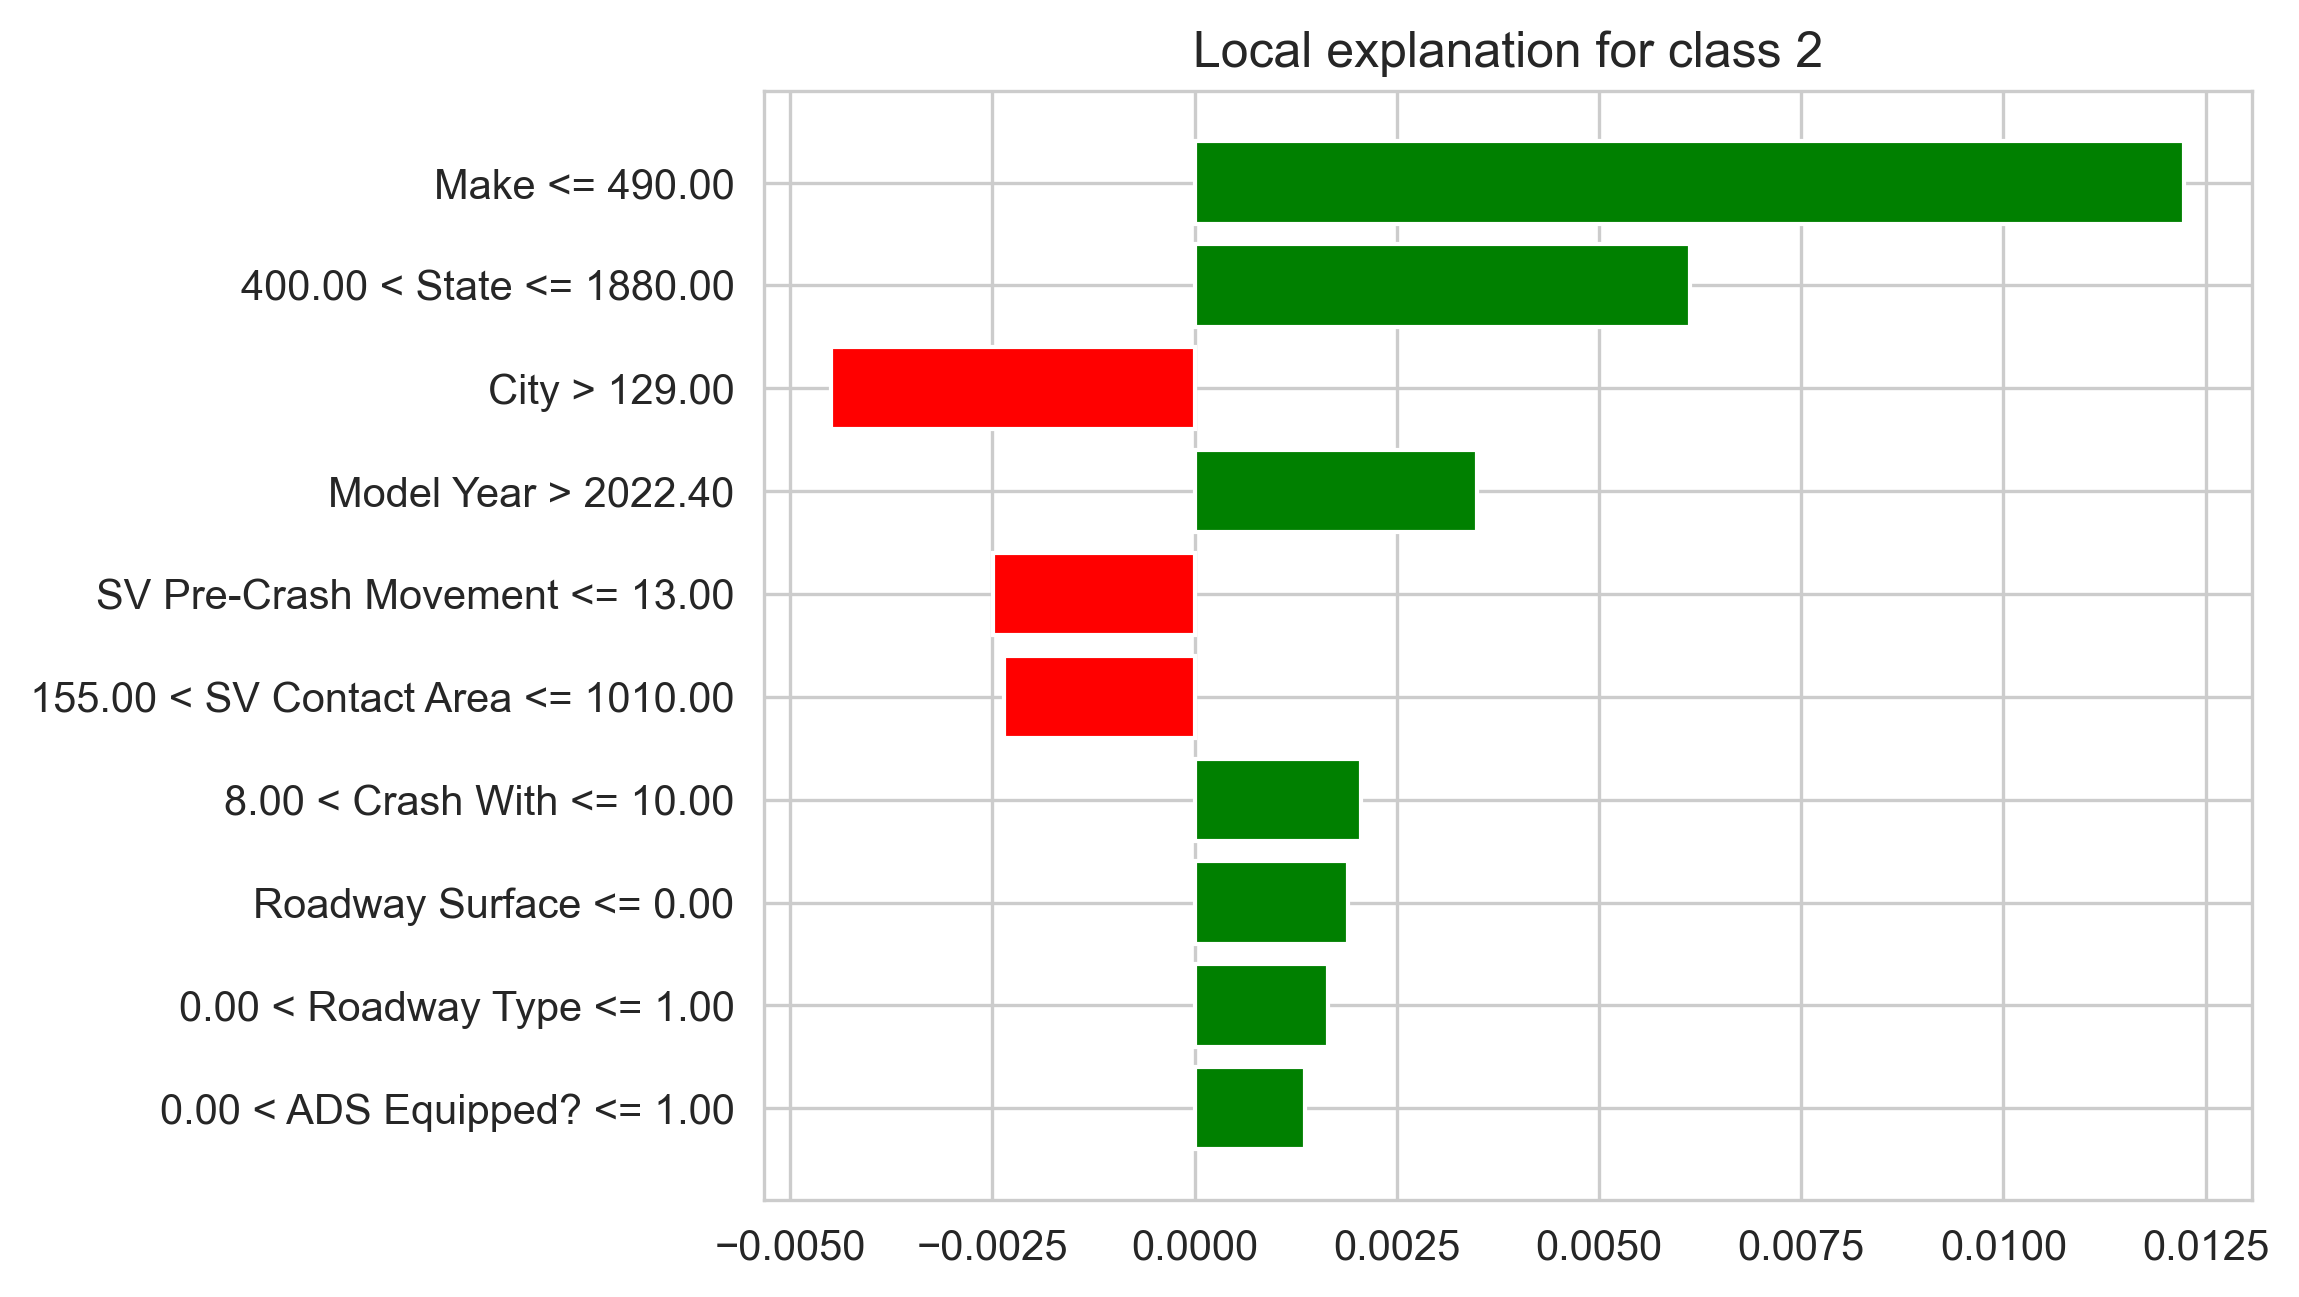 Local explanation for class 2
Make <= 490.00
400.00 < State <= 1880.00
City > 129.00
Model Year > 2022.40
SV Pre-Crash Movement <= 13.00
155.00 < SV Contact Area <= 1010.00
8.00 < Crash With <= 10.00
Roadway Surface <= 0.00
0.00 < Roadway Type <= 1.00
0.00 < ADS Equipped? <= 1.00
−0.0050 −0.0025 0.0000 0.0025 0.0050 0.0075 0.0100 0.0125